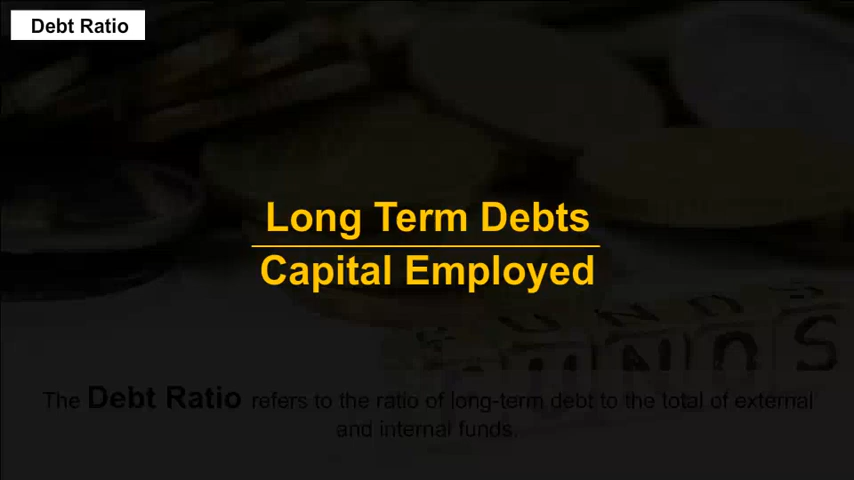 Debt Ratio
Long Term Debts
Capital Employed
FUNDS
The Debt Ratio refers to the ratio of long-term debt to the total of external
and internal funds.